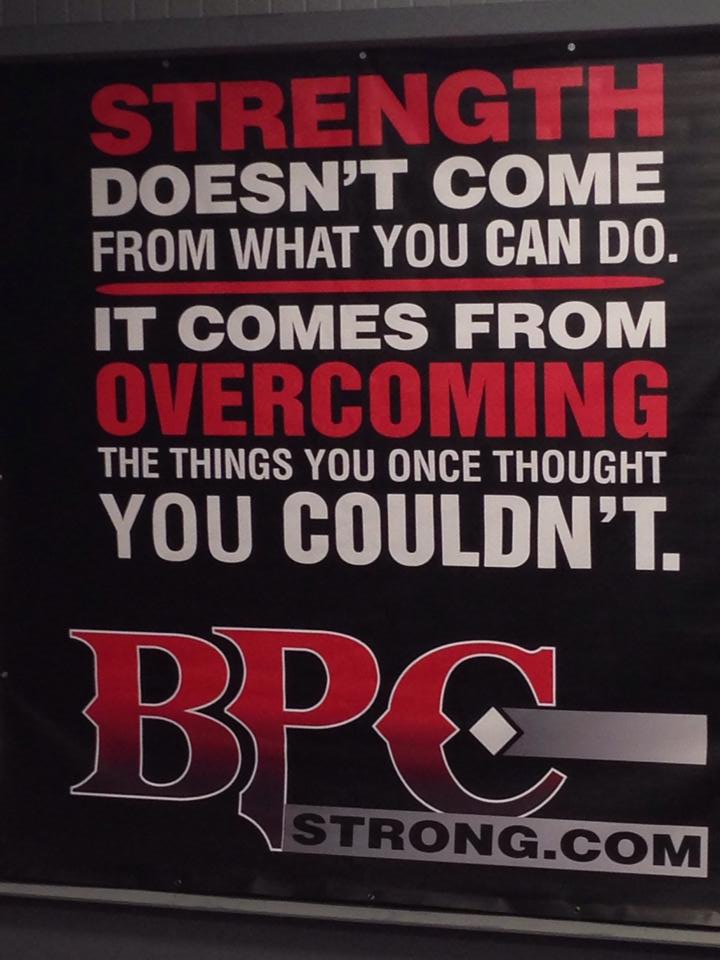 STRENGTH
DOESN'T COME
FROM WHAT YOU CAN DO.
IT COMES FROM
OVERCOMING
THE THINGS YOU ONCE THOUGHT
YOU COULDN'T.
BPC
STRONG.COM